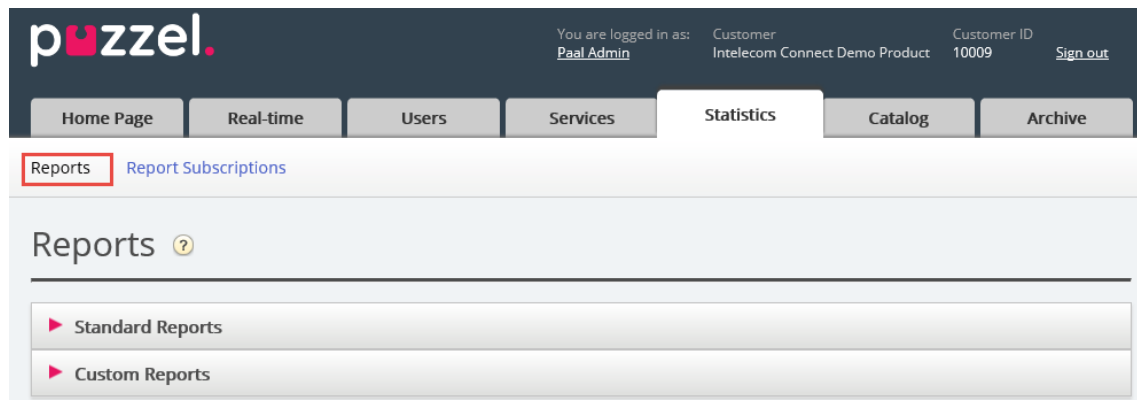 puzzel.
You are logged in as: Customer Customer ID
Paal Admin Intelecom Connect Demo Product 10009 Sign out
Home Page Real-time Users Services Statistics Catalog Archive
Reports Report Subscriptions
Reports ?
Standard Reports
Custom Reports